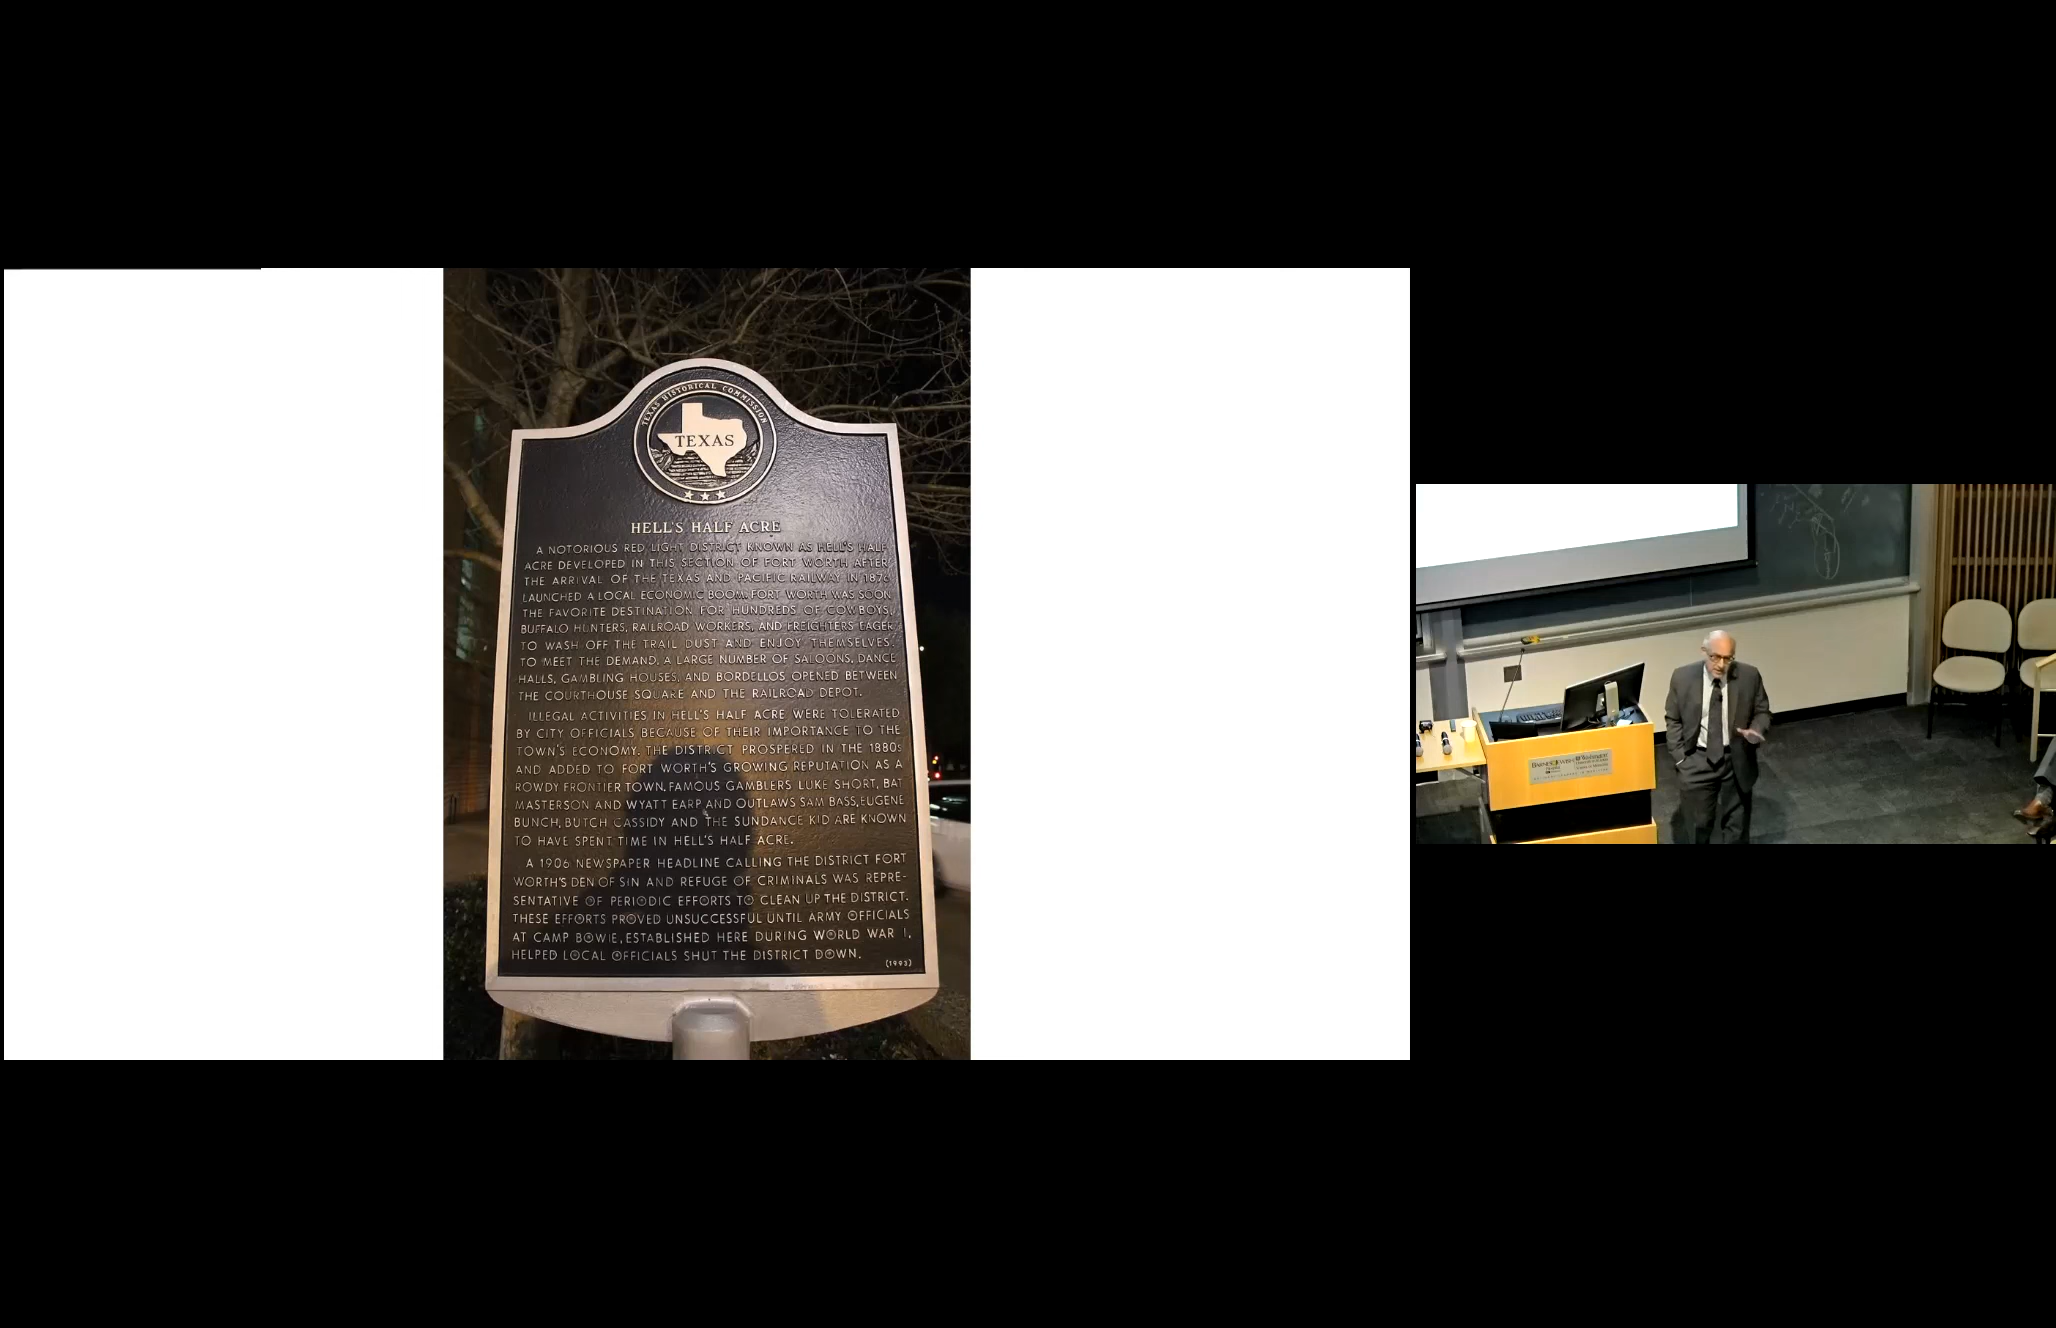 TEXAS HISTORICAL COMMISSION
TEXAS
HELL'S HALF ACRE
A NOTORIOUS RED LIGHT DISTRICT KNOWN AS HELL'S HALF
ACRE DEVELOPED IN THIS SECTION OF FORT WORTH AFTER
THE ARRIVAL OF THE TEXAS AND PACIFIC RAILWAY IN 1876
LAUNCHED A LOCAL ECONOMIC BOOM. FORT WORTH WAS SOON
THE FAVORITE DESTINATION FOR HUNDREDS OF COWBOYS,
BUFFALO HUNTERS, RAILROAD WORKERS, AND FREIGHTERS EAGER
TO WASH OFF THE TRAIL DUST AND ENJOY THEMSELVES.
TO MEET THE DEMAND, A LARGE NUMBER OF SALOONS, DANCE
HALLS, GAMBLING HOUSES, AND BORDELLOS OPENED BETWEEN
THE COURTHOUSE SQUARE AND THE RAILROAD DEPOT.
ILLEGAL ACTIVITIES IN HELL'S HALF ACRE WERE TOLERATED
BY CITY OFFICIALS BECAUSE OF THEIR IMPORTANCE TO THE
TOWN'S ECONOMY. THE DISTRICT PROSPERED IN THE 1880s
AND ADDED TO FORT WORTH'S GROWING REPUTATION AS A
ROWDY FRONTIER TOWN. FAMOUS GAMBLERS LUKE SHORT, BAT
MASTERSON AND WYATT EARP AND OUTLAWS SAM BASS, EUGENE
BUNCH, BUTCH CASSIDY AND THE SUNDANCE KID ARE KNOWN
TO HAVE SPENT TIME IN HELL'S HALF ACRE.
A 1906 NEWSPAPER HEADLINE CALLING THE DISTRICT FORT
WORTH'S DEN OF SIN AND REFUGE OF CRIMINALS WAS REPRE-
SENTATIVE OF PERIODIC EFFORTS TO CLEAN UP THE DISTRICT.
THESE EFFORTS PROVED UNSUCCESSFUL UNTIL ARMY OFFICIALS
AT CAMP BOWIE, ESTABLISHED HERE DURING WORLD WAR I,
HELPED LOCAL OFFICIALS SHUT THE DISTRICT DOWN.
(1993)
BARNES JEWISH
Washington